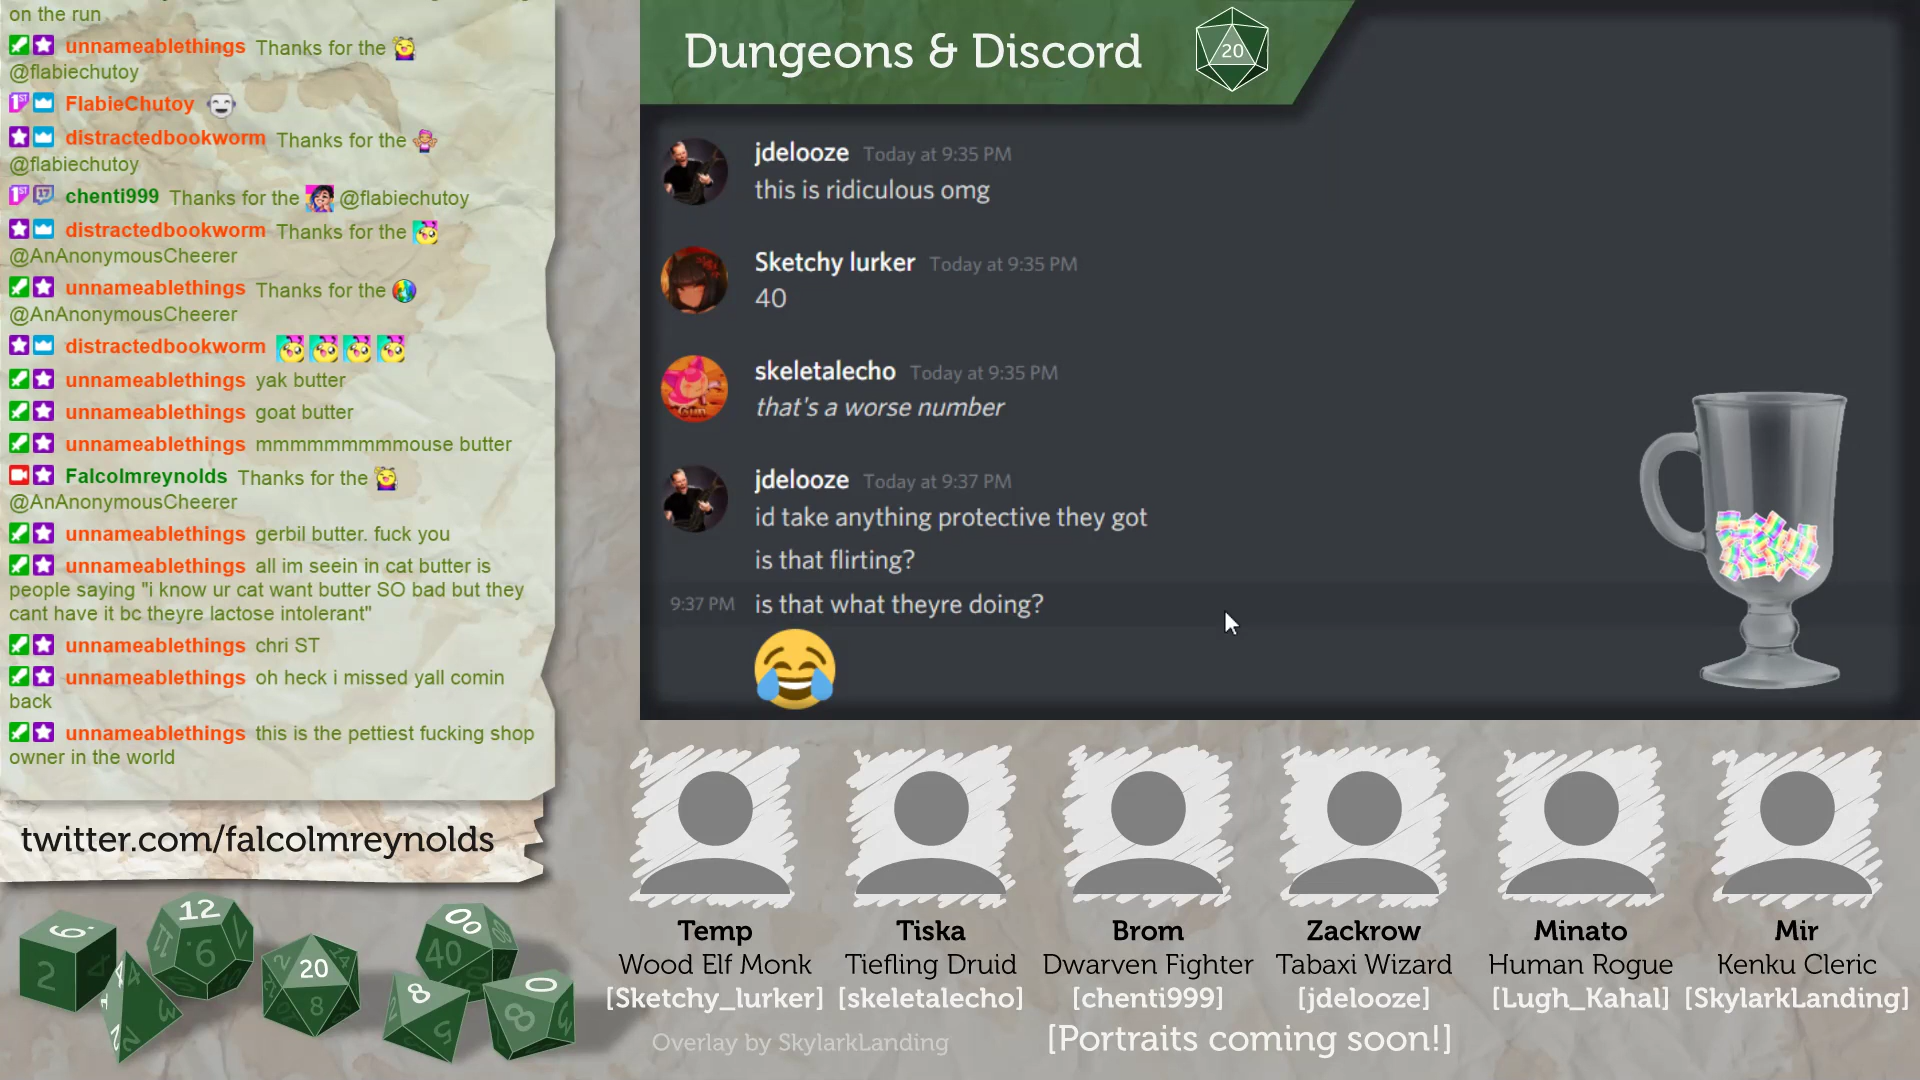 on the run
unnameablethings Thanks for the
@flabiechutoy
FlabieChutoy
distractedbookworm Thanks for the
@flabiechutoy
chenti999 Thanks for the @flabiechutoy
distractedbookworm Thanks for the
@AnAnonymousCheerer
unnameablethings Thanks for the
@AnAnonymousCheerer
distractedbookworm
unnameablethings yak butter
unnameablethings goat butter
unnameablethings mmmmmmmmmouse butter
Falcolmreynolds Thanks for the
@AnAnonymousCheerer
unnameablethings gerbil butter. fuck you
unnameablethings all im seein in cat butter is
people saying "i know ur cat want butter SO bad but they
cant have it bc theyre lactose intolerant"
unnameablethings chri ST
unnameablethings oh heck i missed yall comin
back
unnameablethings this is the pettiest fucking shop
owner in the world
twitter.com/falcolmreynolds
Dungeons & Discord
20
jdelooze Today at 9:35 PM
this is ridiculous omg
Sketchy lurker Today at 9:35 PM
40
skeletalecho Today at 9:35 PM
that's a worse number
jdelooze Today at 9:37 PM
id take anything protective they got
is that flirting?
9:37 PM is that what theyre doing?
Temp
Wood Elf Monk
[Sketchy_lurker]
Tiska
Tiefling Druid
[skeletalecho]
Brom
Dwarven Fighter
[chenti999]
Zackrow
Tabaxi Wizard
[jdelooze]
Minato
Human Rogue
[Lugh_Kahal]
Mir
Kenku Cleric
[SkylarkLanding]
Overlay by SkylarkLanding
[Portraits coming soon!]